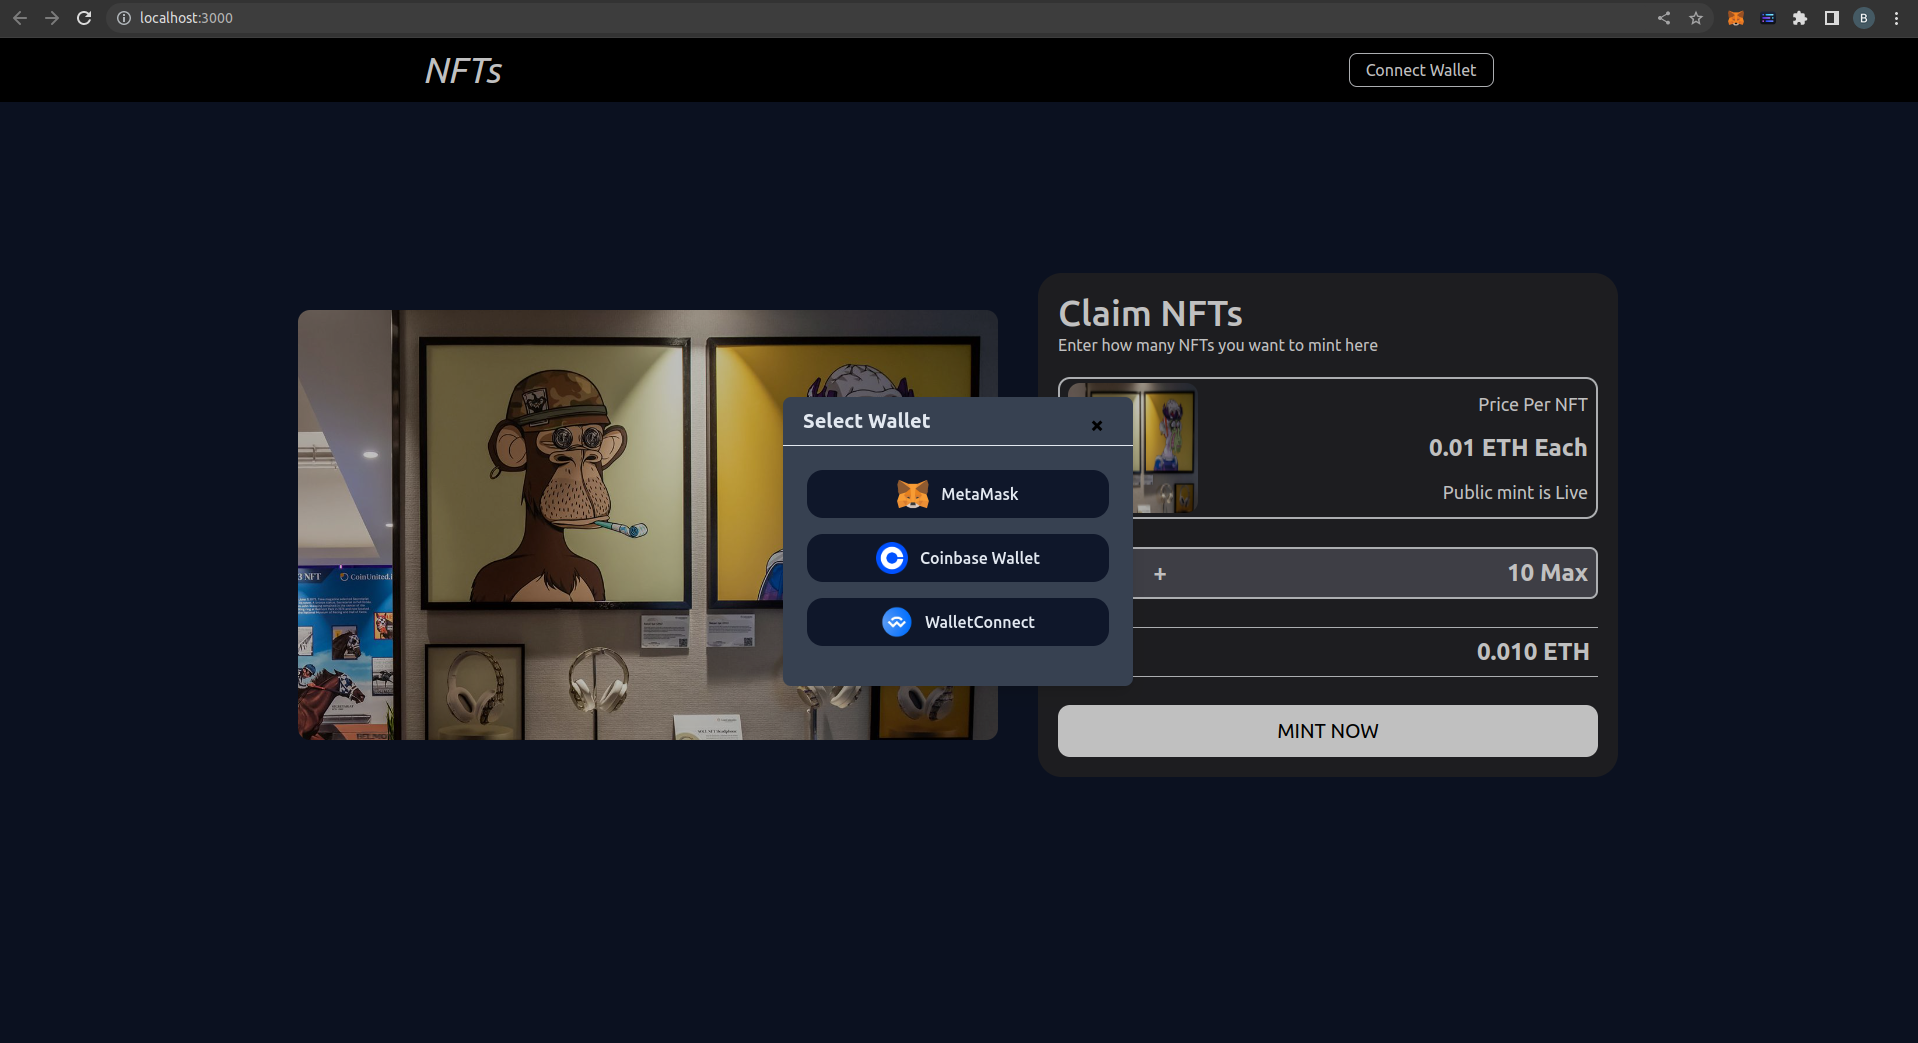 localhost:3000
B
NFTs
Connect Wallet
Claim NFTs
Enter how many NFTs you want to mint here
Price Per NFT
0.01 ETH Each
Public mint is Live
+
10 Max
0.010 ETH
MINT NOW
Select Wallet
×
MetaMask
Coinbase Wallet
WalletConnect
3 NFT
CoinUnited.i